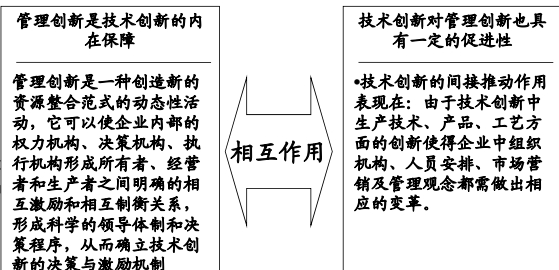 管理创新是技术创新的内
在保障
管理创新是一种创造新的
资源整合范式的动态性活
动，它可以使企业内部的
权力机构、决策机构、执
行机构形成所有者、经营
者和生产者之间明确的相
互激励和相互制衡关系，
形成科学的领导体制和决
策程序，从而确立技术创
新的决策与激励机制
相互作用
技术创新对管理创新也具
有一定的促进性
•技术创新的间接推动作用
表现在：由于技术创新中
生产技术、产品、工艺方
面的创新使得企业中组织
机构、人员安排、市场营
销及管理观念都需做出相
应的变革。